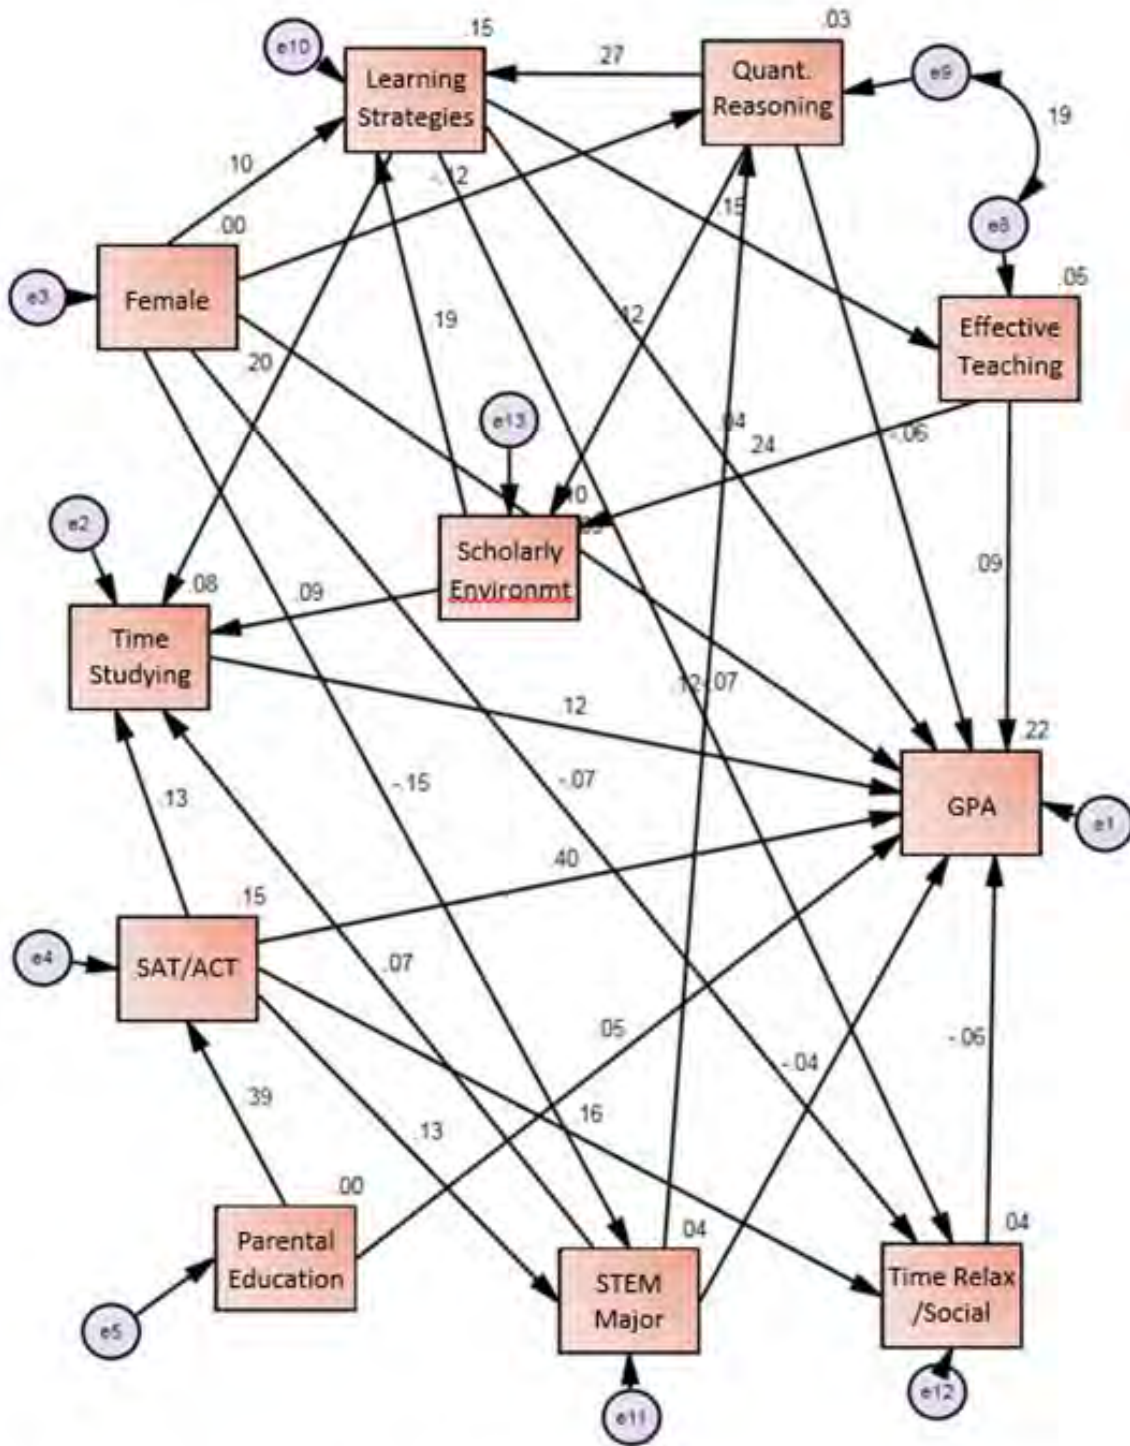 e10
.15
.03
Learning
Strategies
.27
Quant.
Reasoning
e9
.19
.10
-.12
.00
.15
e8
.05
e3
Female
.19
.12
Effective
Teaching
.20
e13
.04
.24
-.06
.10
e2
Scholarly
Environmt
.09
.08
.09
Time
Studying
.12
.12
-.07
.22
.13
-.15
-.07
GPA
e1
.40
.15
e4
SAT/ACT
.07
.05
-.06
-.04
.39
.13
.16
.00
Parental
Education
.04
.04
STEM
Major
Time Relax
/Social
e5
e11
e12